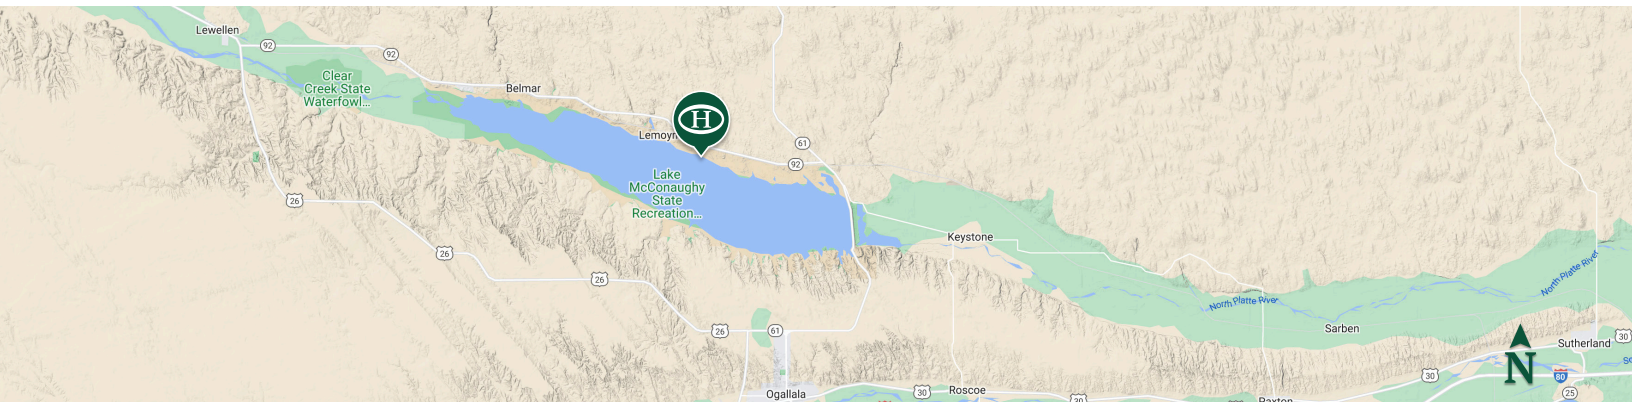 Lewellen
92
92
Clear
Creek State
Waterfowl...
Belmar
H
61
92
Lake
McConaughy
State
Recreation...
26
26
26
26
61
Keystone
North Platte River
North Platte River
Sarben
N
Sutherland
30
80
30
25
Ogallala
30
Roscoe
30